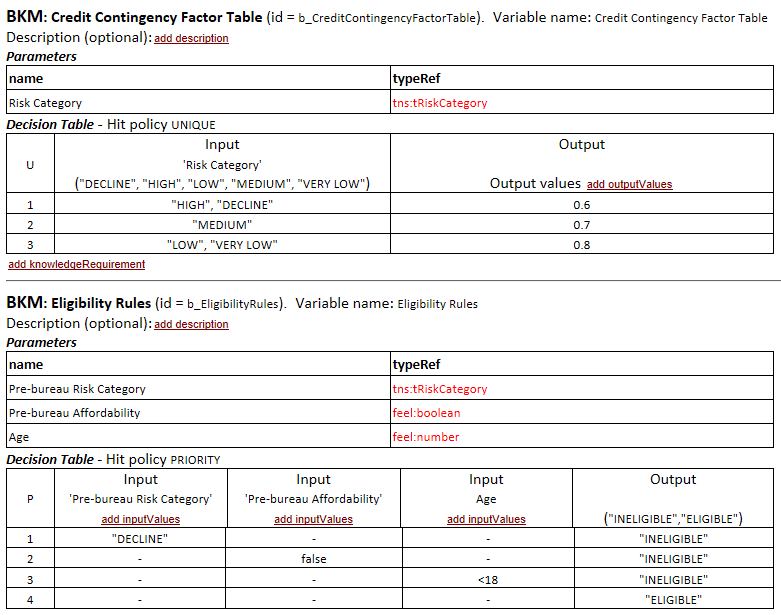 BKM: Credit Contingency Factor Table (id = b_CreditContingencyFactorTable). Variable name: Credit Contingency Factor Table
Description (optional): add description
Parameters
name typeRef
Risk Category tns:tRiskCategory
Decision Table - Hit policy UNIQUE
Input Output
U 'Risk Category'
("DECLINE", "HIGH", "LOW", "MEDIUM", "VERY LOW") Output values add outputValues
1 "HIGH", "DECLINE" 0.6
2 "MEDIUM" 0.7
3 "LOW", "VERY LOW" 0.8
add knowledgeRequirement
BKM: Eligibility Rules (id = b_EligibilityRules). Variable name: Eligibility Rules
Description (optional): add description
Parameters
name typeRef
Pre-bureau Risk Category tns:tRiskCategory
Pre-bureau Affordability feel:boolean
Age feel:number
Decision Table - Hit policy PRIORITY
Input Input Input Output
P 'Pre-bureau Risk Category' 'Pre-bureau Affordability' Age
add inputValues add inputValues add inputValues ("INELIGIBLE","ELIGIBLE")
1 "DECLINE" - - "INELIGIBLE"
2 - false - "INELIGIBLE"
3 - - <18 "INELIGIBLE"
4 - - - "ELIGIBLE"